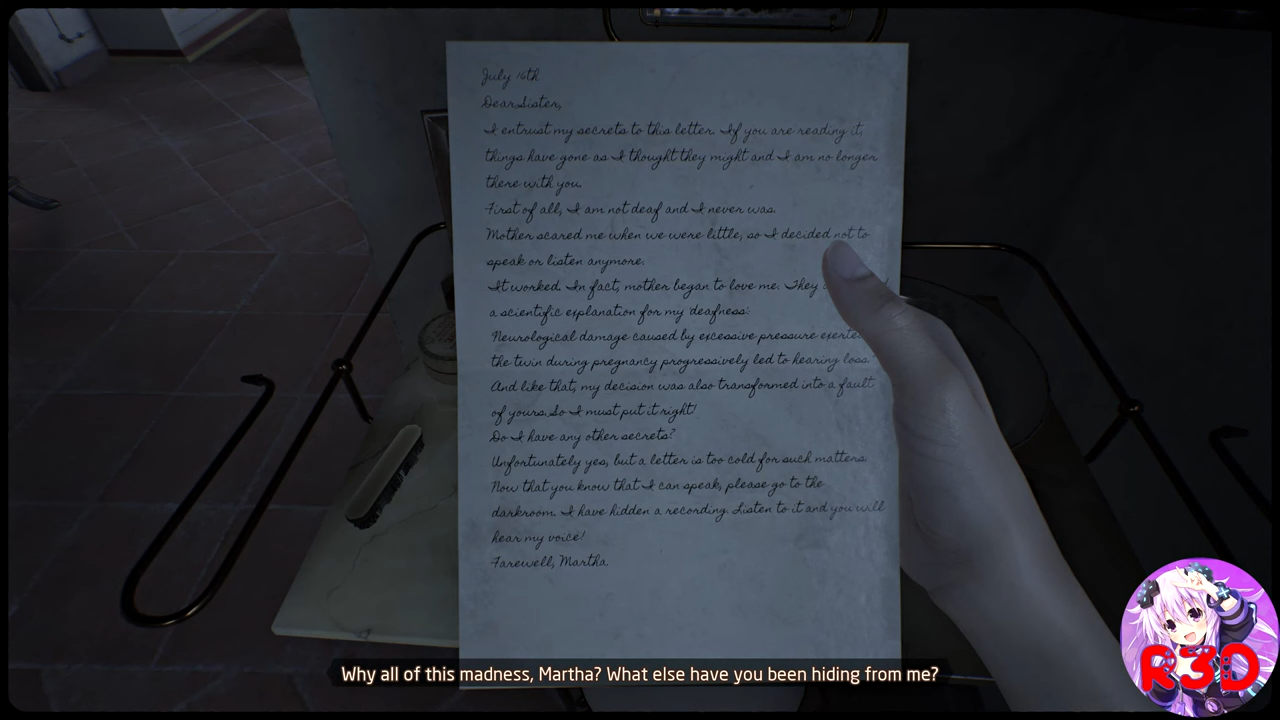 July 16th
Dear Sister,
I entrust my secrets to this letter. If you are reading it,
things have gone as I thought they might and I am no longer
there with you.
First of all, I am not deaf and I never was.
Mother scared me when we were little, so I decided not to
speak or listen anymore.
It worked. In fact, mother began to love me. They
a scientific explanation for my 'deafness':
Neurological damage caused by excessive pressure
the twin during pregnancy progressively led to hearing loss."
And like that, my decision was also transformed into a fault
of yours. So I must put it right!
Do I have any other secrets?
Unfortunately yes, but a letter is too cold for such matters.
Now that you know that I can speak, please go to the
darkroom. I have hidden a recording. Listen to it and you will
hear my voice!
Farewell, Martha.
Why all of this madness, Martha? What else have you been hiding from me?
R3D